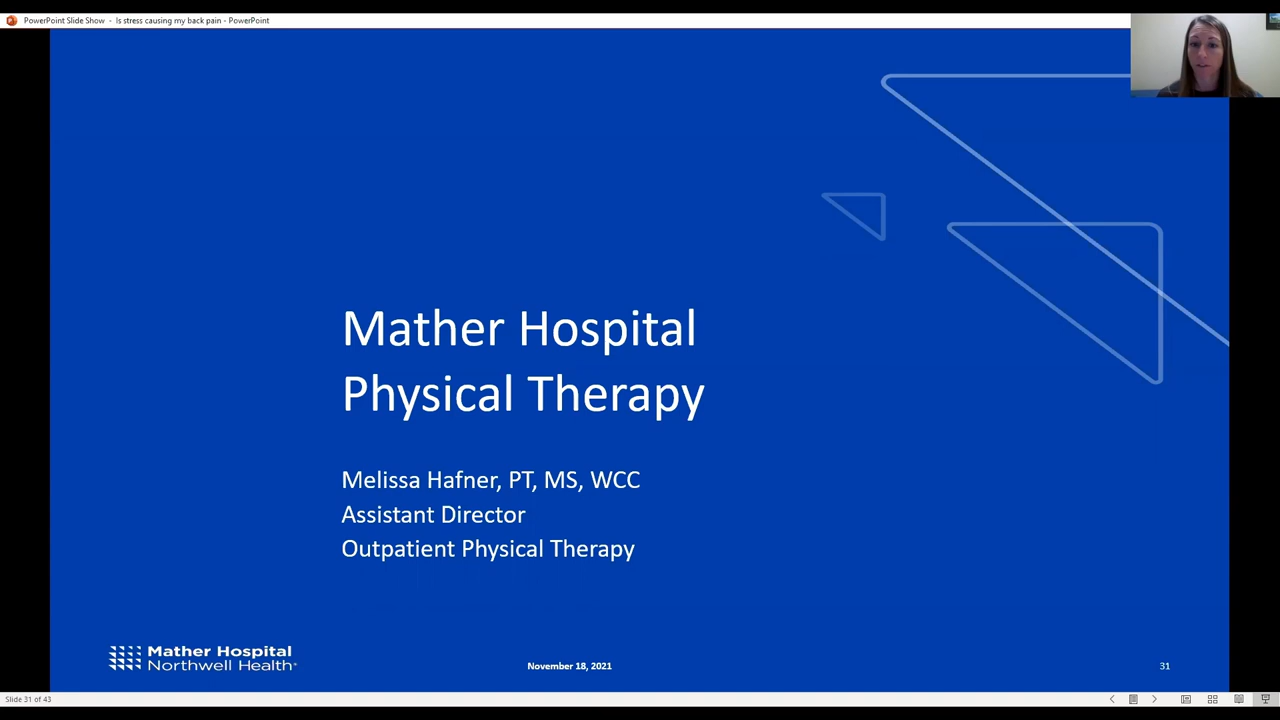 PowerPoint Slide Show - Is stress causing my back pain - PowerPoint
Mather Hospital
Physical Therapy
Melissa Hafner, PT, MS, WCC
Assistant Director
Outpatient Physical Therapy
Mather Hospital
Northwell Health®
November 18, 2021
31
Slide 31 of 43